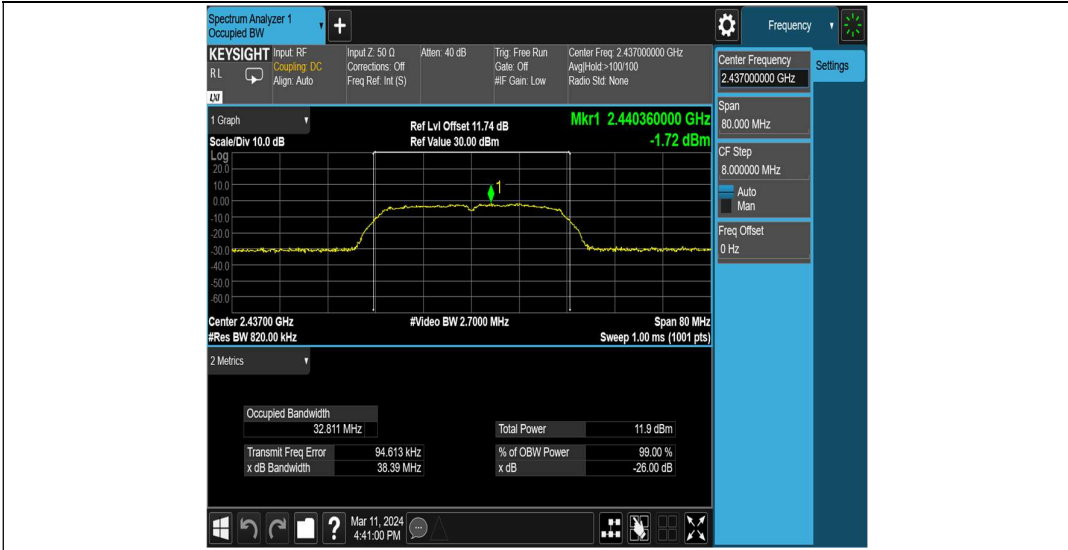 Spectrum Analyzer 1
Occupied BW
Frequency
KEYSIGHT
RL
LXI
Input: RF
Coupling: DC
Align: Auto
Input Z: 50 Ω
Corrections: Off
Freq Ref: Int (S)
Atten: 40 dB
Trig: Free Run
Gate: Off
#IF Gain: Low
Center Freq: 2.437000000 GHz
Avg|Hold:>100/100
Radio Std: None
Center Frequency
2.437000000 GHz
Settings
Span
80.000 MHz
CF Step
8.000000 MHz
Auto
Man
Freq Offset
0 Hz
1 Graph
Scale/Div 10.0 dB
Ref Lvl Offset 11.74 dB
Ref Value 30.00 dBm
Mkr1 2.440360000 GHz
-1.72 dBm
Log
20.0
10.0
0.00
-10.0
-20.0
-30.0
-40.0
-50.0
-60.0
1
Center 2.43700 GHz
#Res BW 820.00 kHz
#Video BW 2.7000 MHz
Span 80 MHz
Sweep 1.00 ms (1001 pts)
2 Metrics
Occupied Bandwidth
32.811 MHz
Total Power 11.9 dBm
Transmit Freq Error 94.613 kHz
% of OBW Power 99.00 %
x dB Bandwidth 38.39 MHz
x dB -26.00 dB
?
Mar 11, 2024
4:41:00 PM